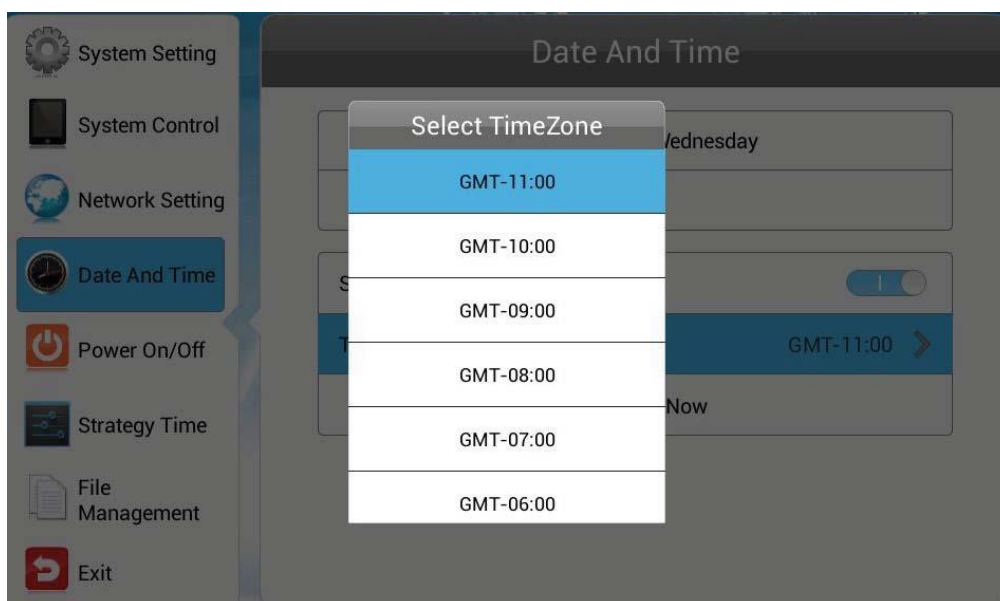 System Setting
System Control
Network Setting
Date And Time
Power On/Off
Strategy Time
File
Management
Exit
Date And Time
Select TimeZone
GMT-11:00
GMT-10:00
GMT-09:00
GMT-08:00
GMT-07:00
GMT-06:00
GMT-11:00
Now